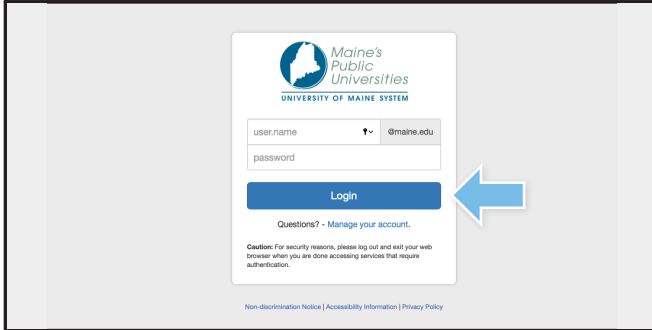 Maine's
Public
Universities
UNIVERSITY OF MAINE SYSTEM
user.name @maine.edu
password
Login
Questions? - Manage your account.
Caution: For security reasons, please log out and exit your web
browser when you are done accessing services that require
authentication.
Non-discrimination Notice | Accessibility Information | Privacy Policy